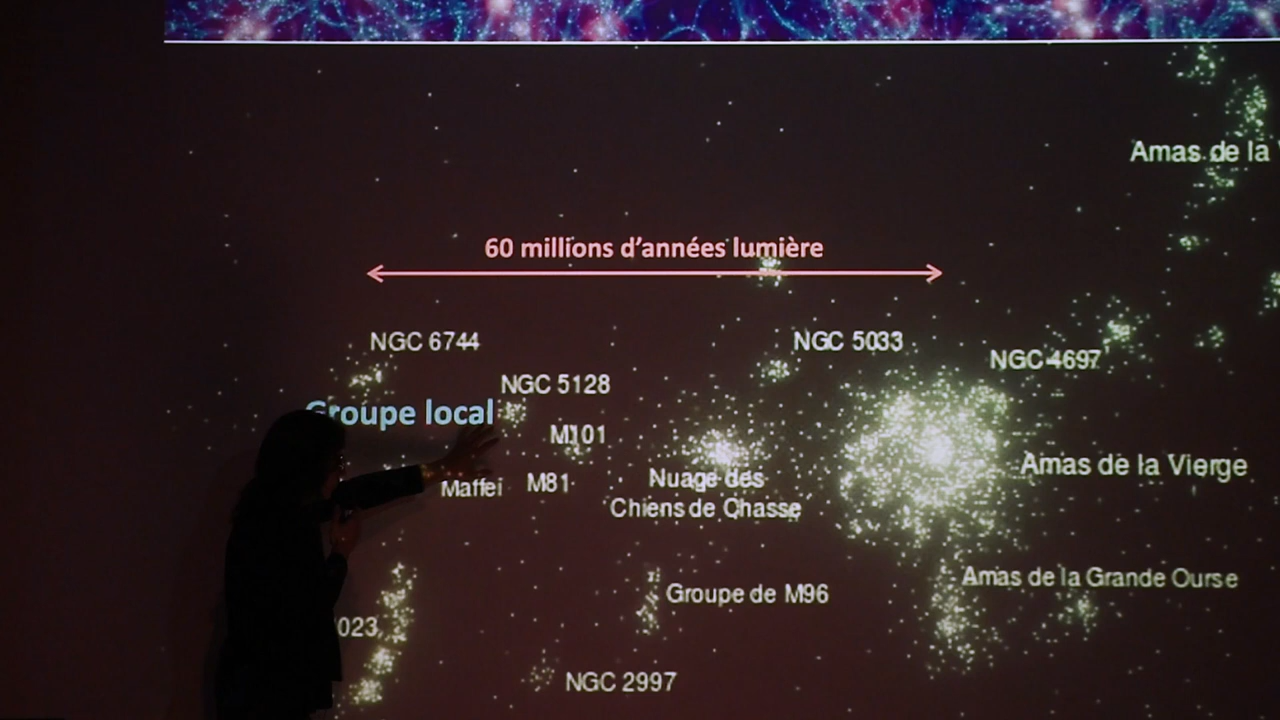 Amas de la
60 millions d'années lumière
NGC 6744
NGC 5033
NGC 4697
NGC 5128
Groupe local
M101
Amas de la Vierge
Maffei
M81
Nuage des
Chiens de Chasse
Amas de la Grande Ourse
Groupe de M96
023
NGC 2997